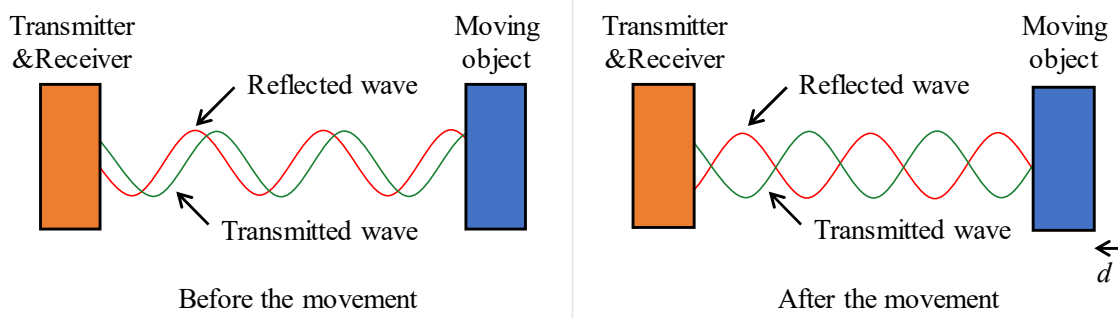 Transmitter
&Receiver
Moving
object
Reflected wave
Transmitted wave
Before the movement
Transmitter
&Receiver
Moving
object
Reflected wave
Transmitted wave
d
After the movement